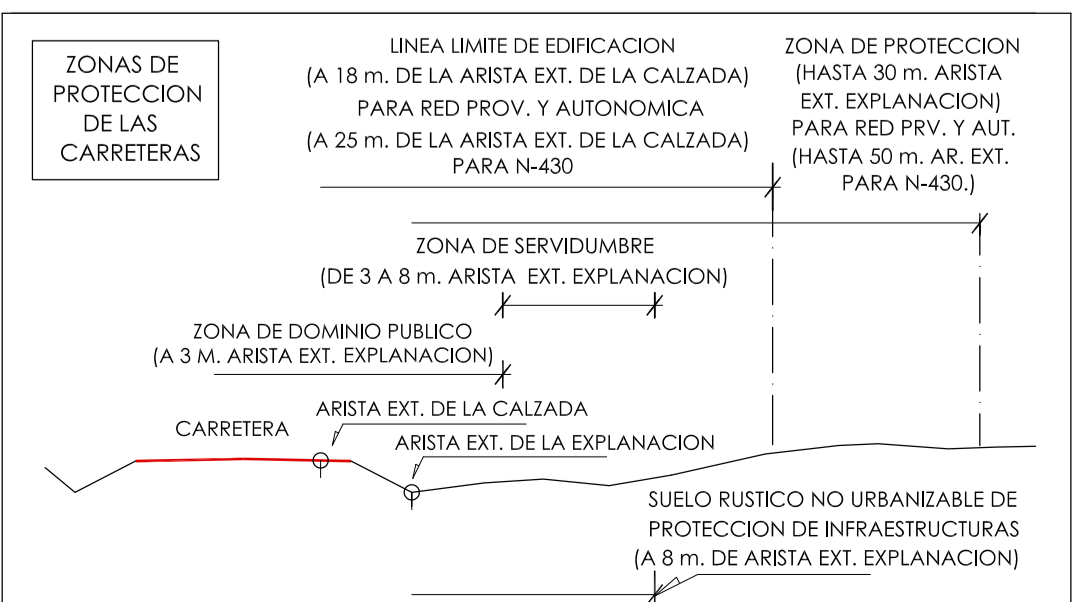 ZONAS DE
PROTECCION
DE LAS
CARRETERAS
LINEA LIMITE DE EDIFICACION
(A 18 m. DE LA ARISTA EXT. DE LA CALZADA)
PARA RED PROV. Y AUTONOMICA
(A 25 m. DE LA ARISTA EXT. DE LA CALZADA)
PARA N-430
ZONA DE PROTECCION
(HASTA 30 m. ARISTA
EXT. EXPLANACION)
PARA RED PRV. Y AUT.
(HASTA 50 m. AR. EXT.
PARA N-430.)
ZONA DE SERVIDUMBRE
(DE 3 A 8 m. ARISTA EXT. EXPLANACION)
ZONA DE DOMINIO PUBLICO
(A 3 M. ARISTA EXT. EXPLANACION)
ARISTA EXT. DE LA CALZADA
CARRETERA
ARISTA EXT. DE LA EXPLANACION
SUELO RUSTICO NO URBANIZABLE DE
PROTECCION DE INFRAESTRUCTURAS
(A 8 m. DE ARISTA EXT. EXPLANACION)